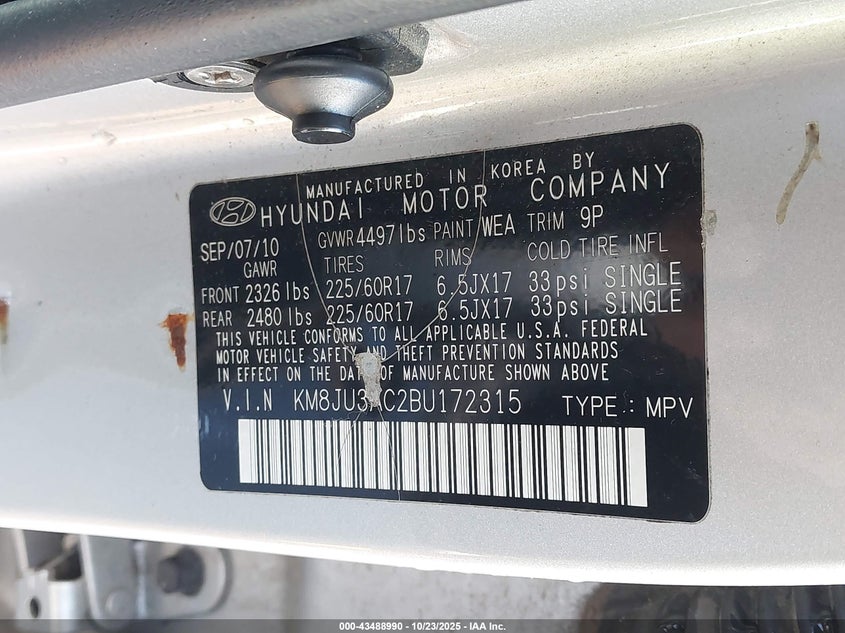 MANUFACTURED IN KOREA BY
HYUNDAI MOTOR COMPANY
SEP/07/10 GVWR 4497lbs PAINT WEA TRIM 9P
GAWR TIRES RIMS COLD TIRE INFL
FRONT 2326 lbs 225/60R17 6.5JX17 33psi SINGLE
REAR 2480 lbs 225/60R17 6.5JX17 33psi SINGLE
THIS VEHICLE CONFORMS TO ALL APPLICABLE U.S.A. FEDERAL
MOTOR VEHICLE SAFETY AND THEFT PREVENTION STANDARDS
IN EFFECT ON THE DATE OF MANUFACTURE SHOWN ABOVE
V.I.N KM8JU3AC2BU172315 TYPE : MPV
000-43488990 - 10/23/2025 - IAA Inc.